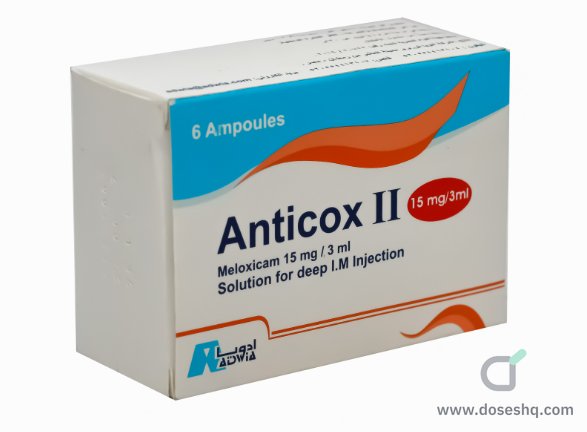 6 Ampoules
Anticox II
15 mg/3ml
Meloxicam 15 mg / 3 ml
Solution for deep I.M Injection
ادويا
ADWIA
www.doseshq.com